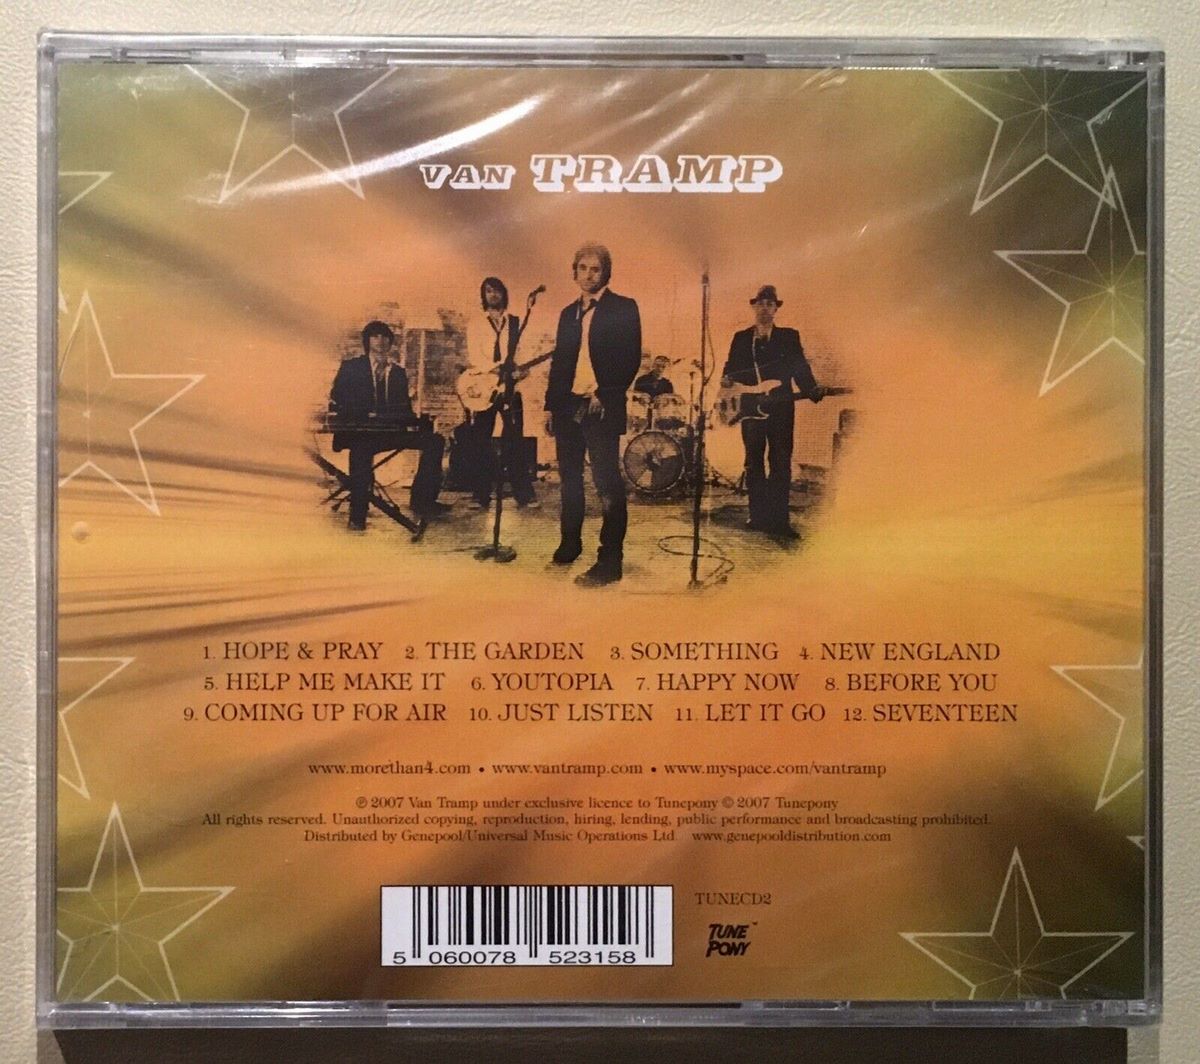 VAN TRAMP
1. HOPE & PRAY 2. THE GARDEN 3. SOMETHING 4. NEW ENGLAND
5. HELP ME MAKE IT 6. YOUTOPIA 7. HAPPY NOW 8. BEFORE YOU
9. COMING UP FOR AIR 10. JUST LISTEN 11. LET IT GO 12. SEVENTEEN
www.morethan4.com • www.vantramp.com • www.myspace.com/vantramp
℗ 2007 Van Tramp under exclusive licence to Tunepony © 2007 Tunepony
All rights reserved. Unauthorized copying, reproduction, hiring, lending, public performance and broadcasting prohibited.
Distributed by Genepool/Universal Music Operations Ltd. www.genepooldistribution.com
TUNECD2
TUNE PONY™
5 060078 523158